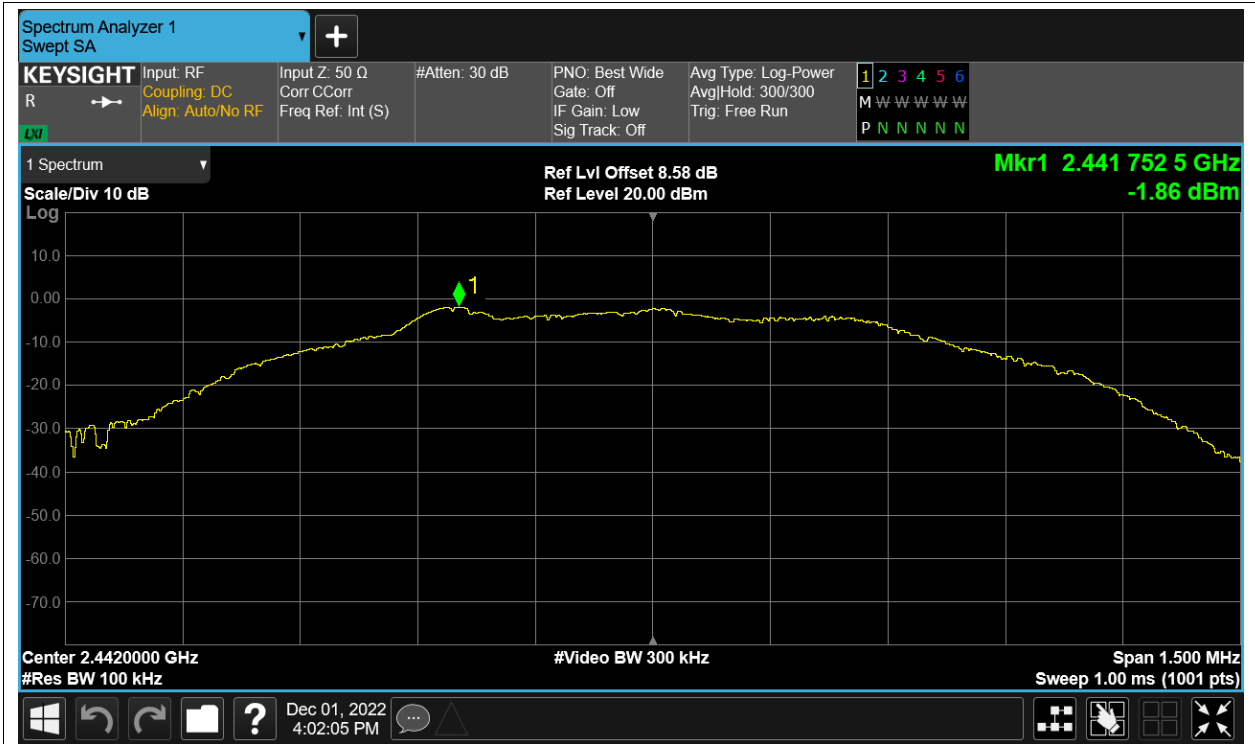 Spectrum Analyzer 1
Swept SA
KEYSIGHT
R
LXI
Input: RF
Coupling: DC
Align: Auto/No RF
Input Z: 50 Ω
Corr CCorr
Freq Ref: Int (S)
#Atten: 30 dB
PNO: Best Wide
Gate: Off
IF Gain: Low
Sig Track: Off
Avg Type: Log-Power
Avg|Hold: 300/300
Trig: Free Run
1 2 3 4 5 6
M W W W W W
P N N N N N
1 Spectrum
Scale/Div 10 dB
Log
Ref Lvl Offset 8.58 dB
Ref Level 20.00 dBm
Mkr1 2.441 752 5 GHz
-1.86 dBm
10.0
0.00
-10.0
-20.0
-30.0
-40.0
-50.0
-60.0
-70.0
1
Center 2.4420000 GHz
#Res BW 100 kHz
#Video BW 300 kHz
Span 1.500 MHz
Sweep 1.00 ms (1001 pts)
?
Dec 01, 2022
4:02:05 PM